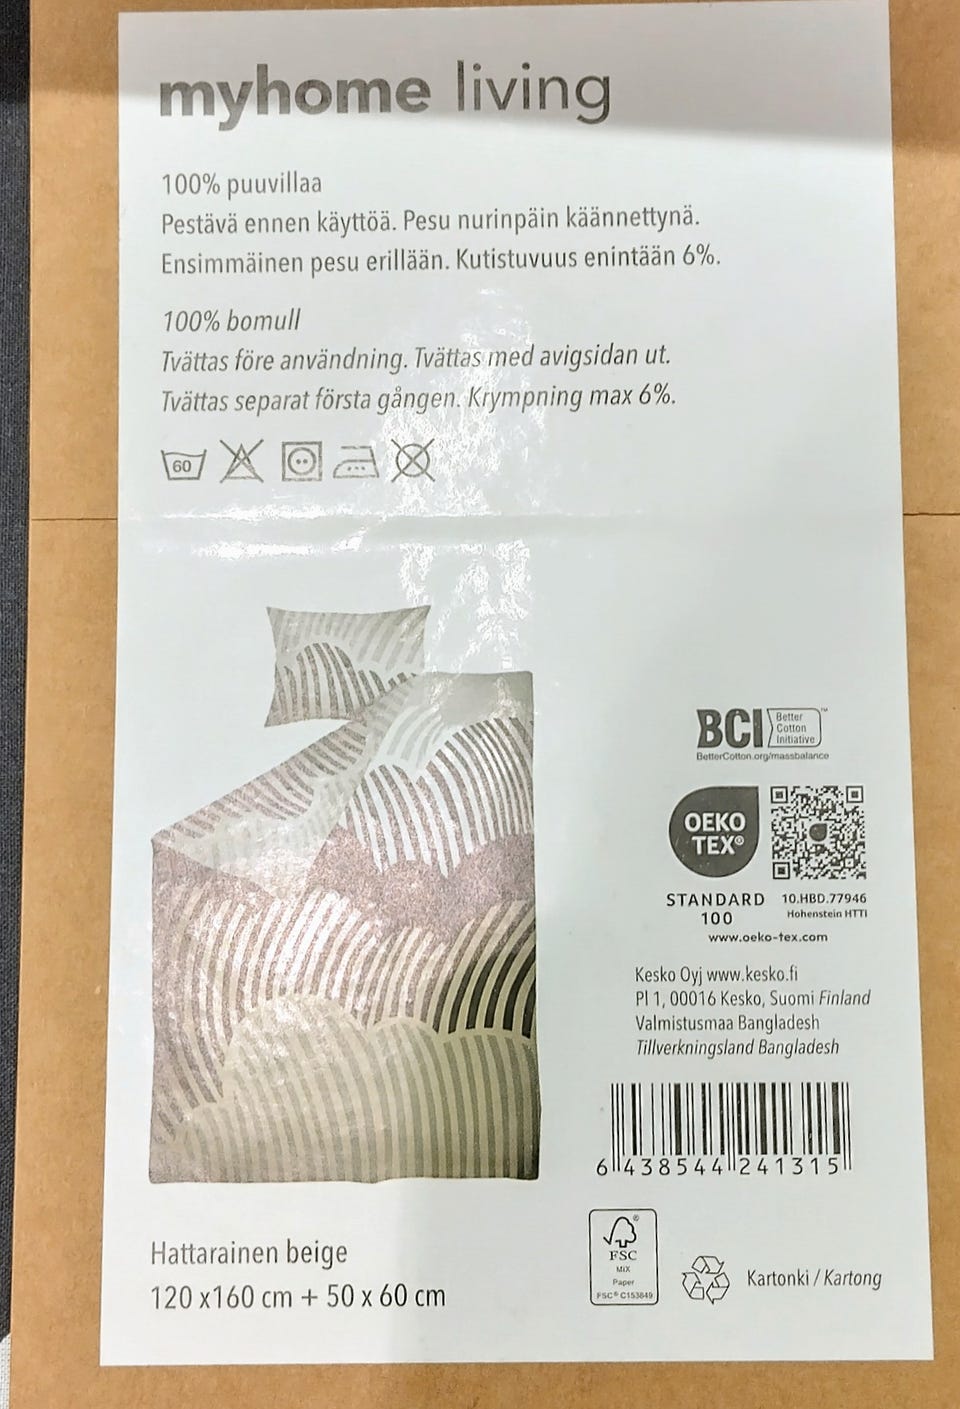 myhome living
100% puuvillaa
Pestävä ennen käyttöä. Pesu nurinpäin käännettynä.
Ensimmäinen pesu erillään. Kutistuvuus enintään 6%.
100% bomull
Tvättas före användning. Tvättas med avigsidan ut.
Tvättas separat första gången. Krympning max 6%.
60
BCI Better
Cotton
Initiative™
BetterCotton.org/massbalance
OEKO
TEX®
STANDARD
100
10.HBD.77946
Hohenstein HTTI
www.oeko-tex.com
Kesko Oyj www.kesko.fi
Pl 1, 00016 Kesko, Suomi Finland
Valmistusmaa Bangladesh
Tillverkningsland Bangladesh
6 438544 241315
Hattarainen beige
120 x160 cm + 50 x 60 cm
®
FSC
MIX
Paper
FSC® C153849
Kartonki / Kartong